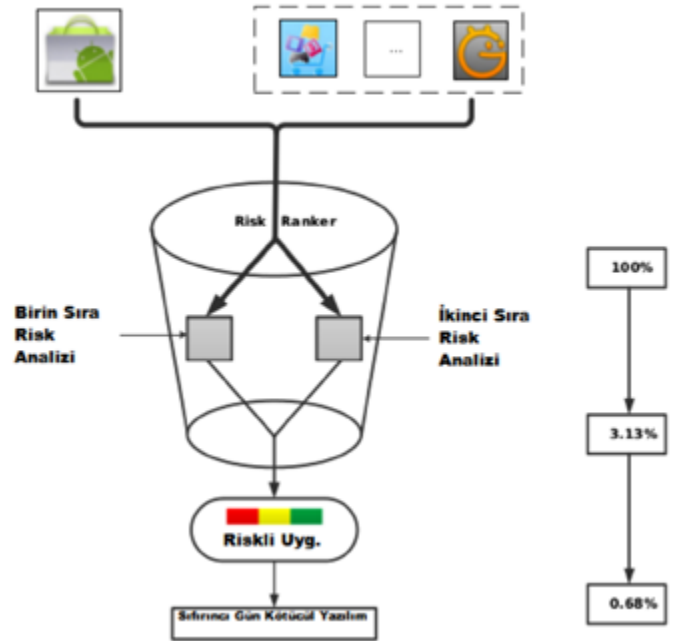 ...
Risk Ranker
100%
Birin Sıra
Risk
Analizi
İkinci Sıra
Risk
Analizi
3.13%
Riskli Uyg.
Sıfırıncı Gün Kötücül Yazılım
0.68%